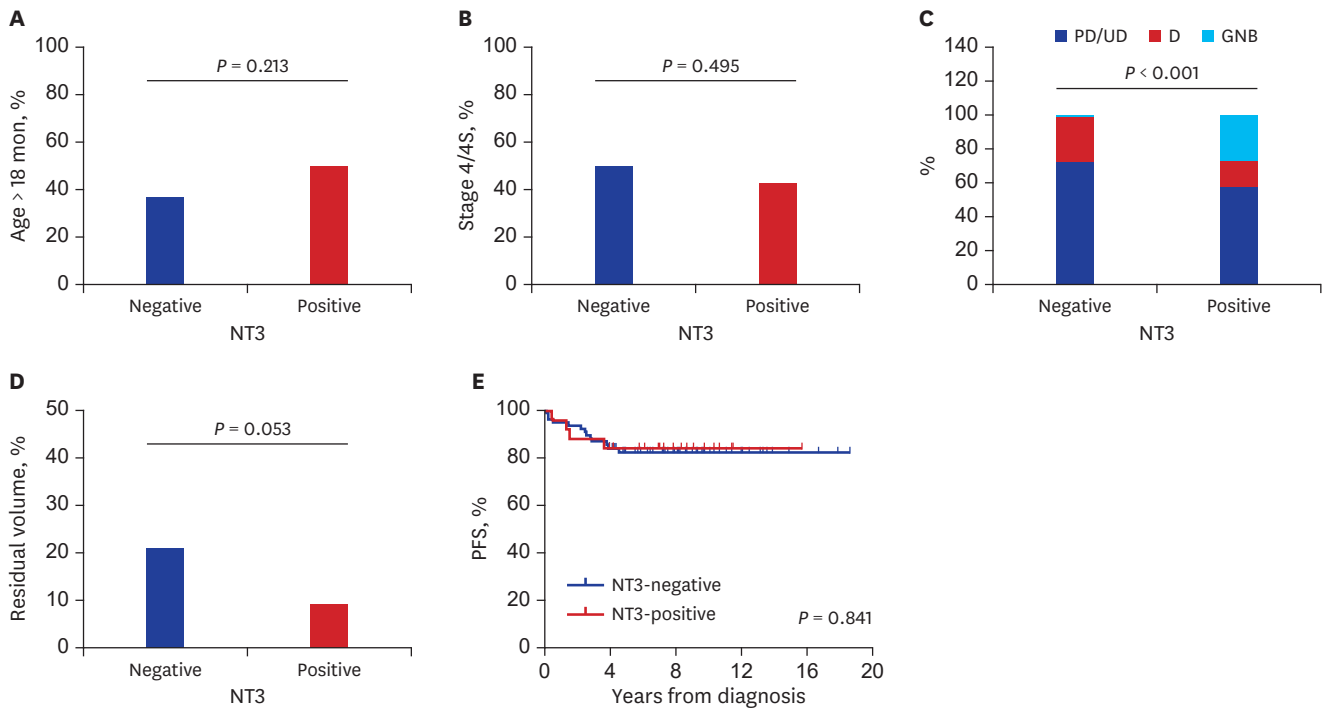 A
Age > 18 mon, %
100
80
60
40
20
0
P = 0.213
Negative
Positive
NT3
B
Stage 4/4S, %
100
80
60
40
20
0
P = 0.495
Negative
Positive
NT3
C
PD/UD
D
GNB
%
140
120
100
80
60
40
20
0
P < 0.001
Negative
Positive
NT3
D
Residual volume, %
50
40
30
20
10
0
P = 0.053
Negative
Positive
NT3
E
PFS, %
100
80
60
40
20
0
NT3-negative
NT3-positive
P = 0.841
0 4 8 12 16 20
Years from diagnosis